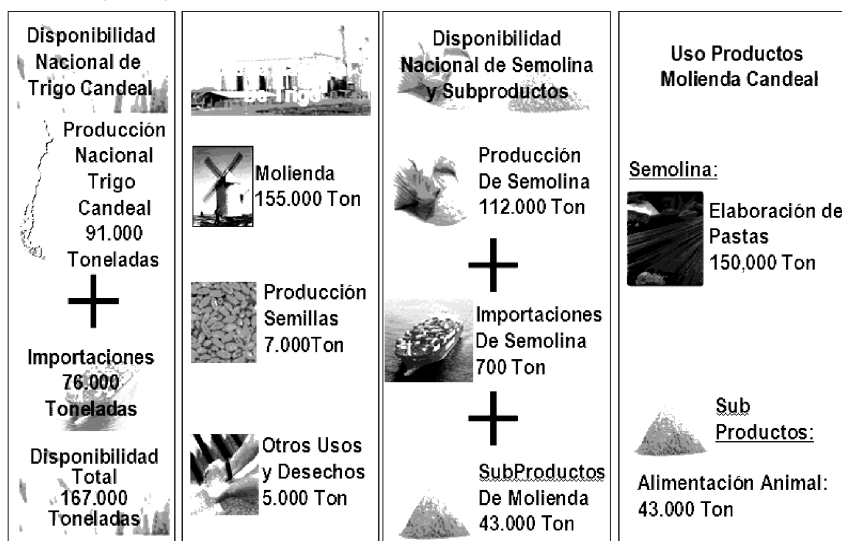 Disponibilidad
Nacional de
Trigo Candeal
Producción
Nacional
Trigo
Candeal
91.000
Toneladas
Importaciones
76.000
Toneladas
Disponibilidad
Total
167.000
Toneladas
Molienda
155.000 Ton
Producción
Semillas
7.000Ton
Otros Usos
y Desechos
5.000 Ton
Disponibilidad
Nacional de Semolina
y Subproductos
Producción
De Semolina
112.000 Ton
Importaciones
De Semolina
700 Ton
SubProductos
De Molienda
43.000 Ton
Uso Productos
Molienda Candeal
Semolina:
Elaboración de
Pastas
150,000 Ton
Sub
Productos:
Alimentación Animal:
43.000 Ton